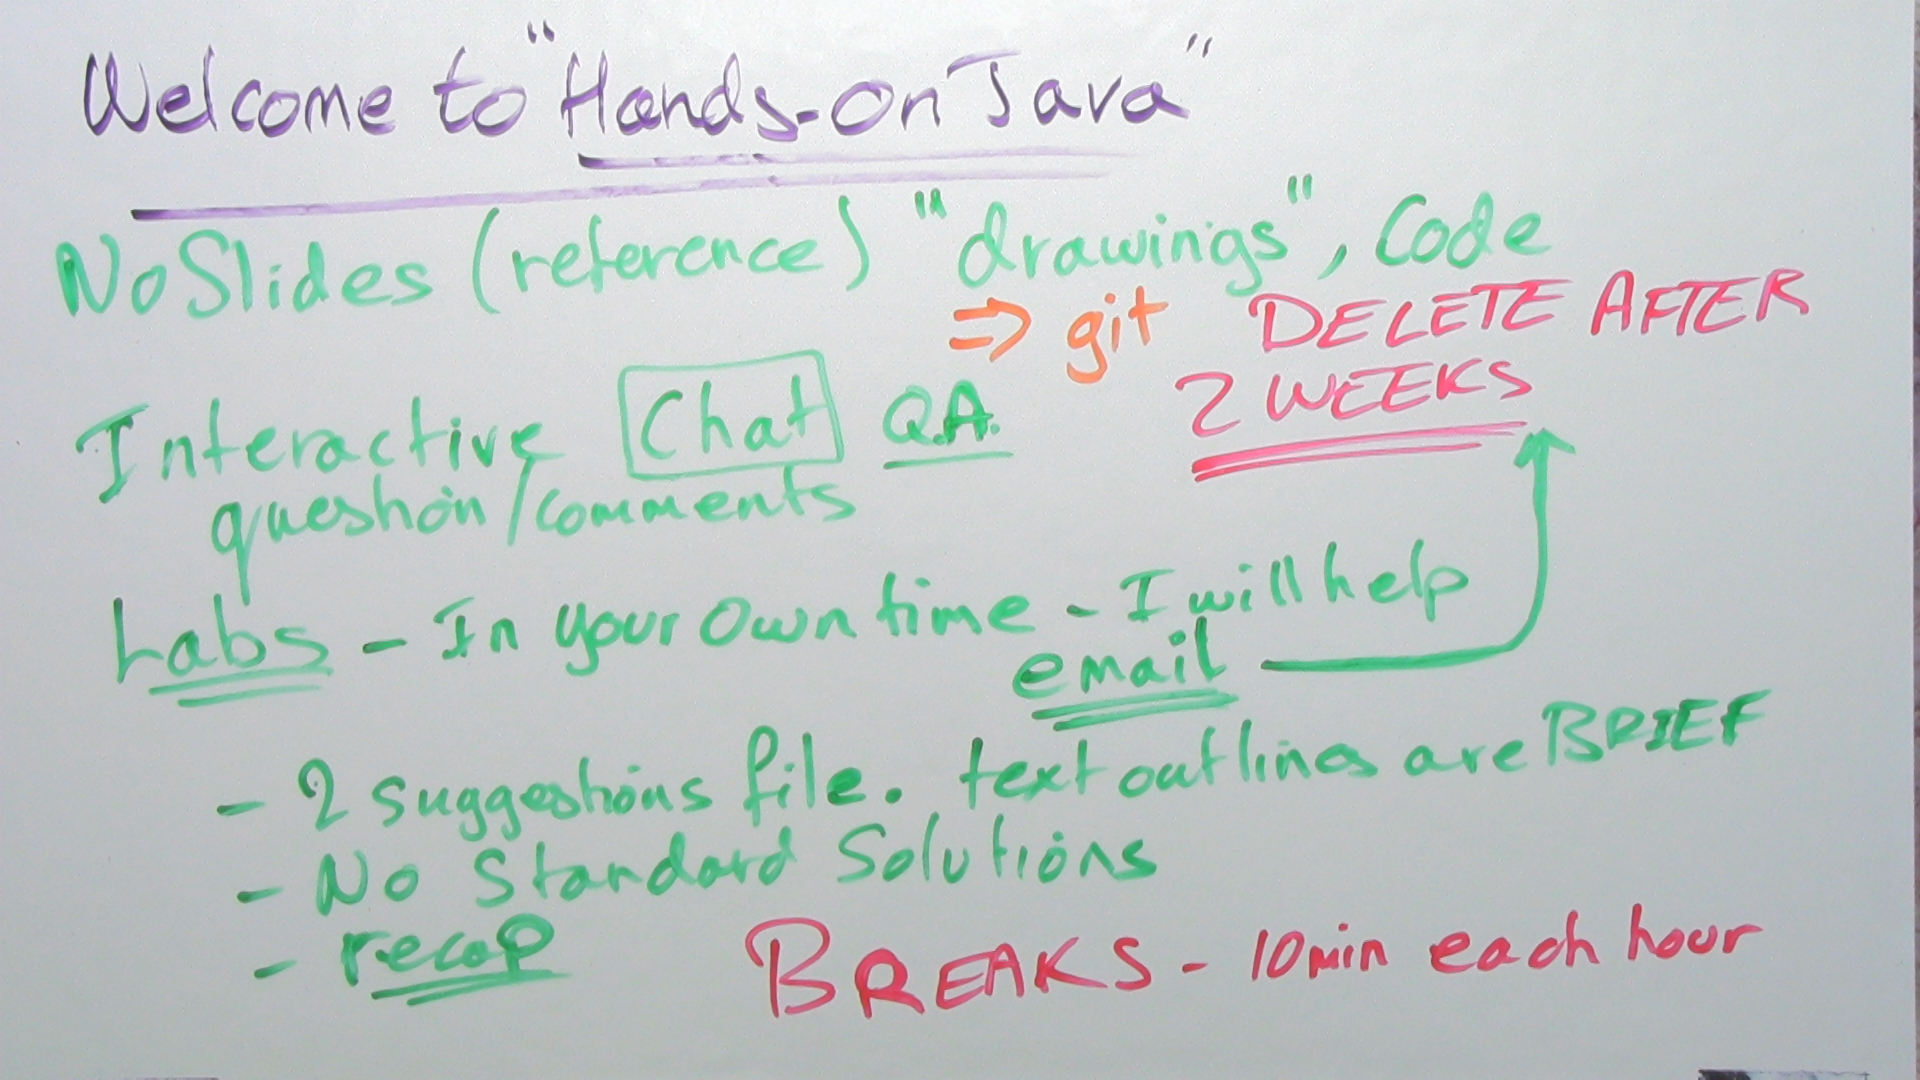 Welcome to "Hands-on Java"
No Slides (reference) "drawings", Code
⇒ git DELETE AFTER
2 WEEKS
Interactive Chat Q.A.
question/comments
Labs - In your own time - I will help
email
- 2 suggestions file. text outlines are BRIEF
- No Standard Solutions
- recap
BREAKS - 10min each hour